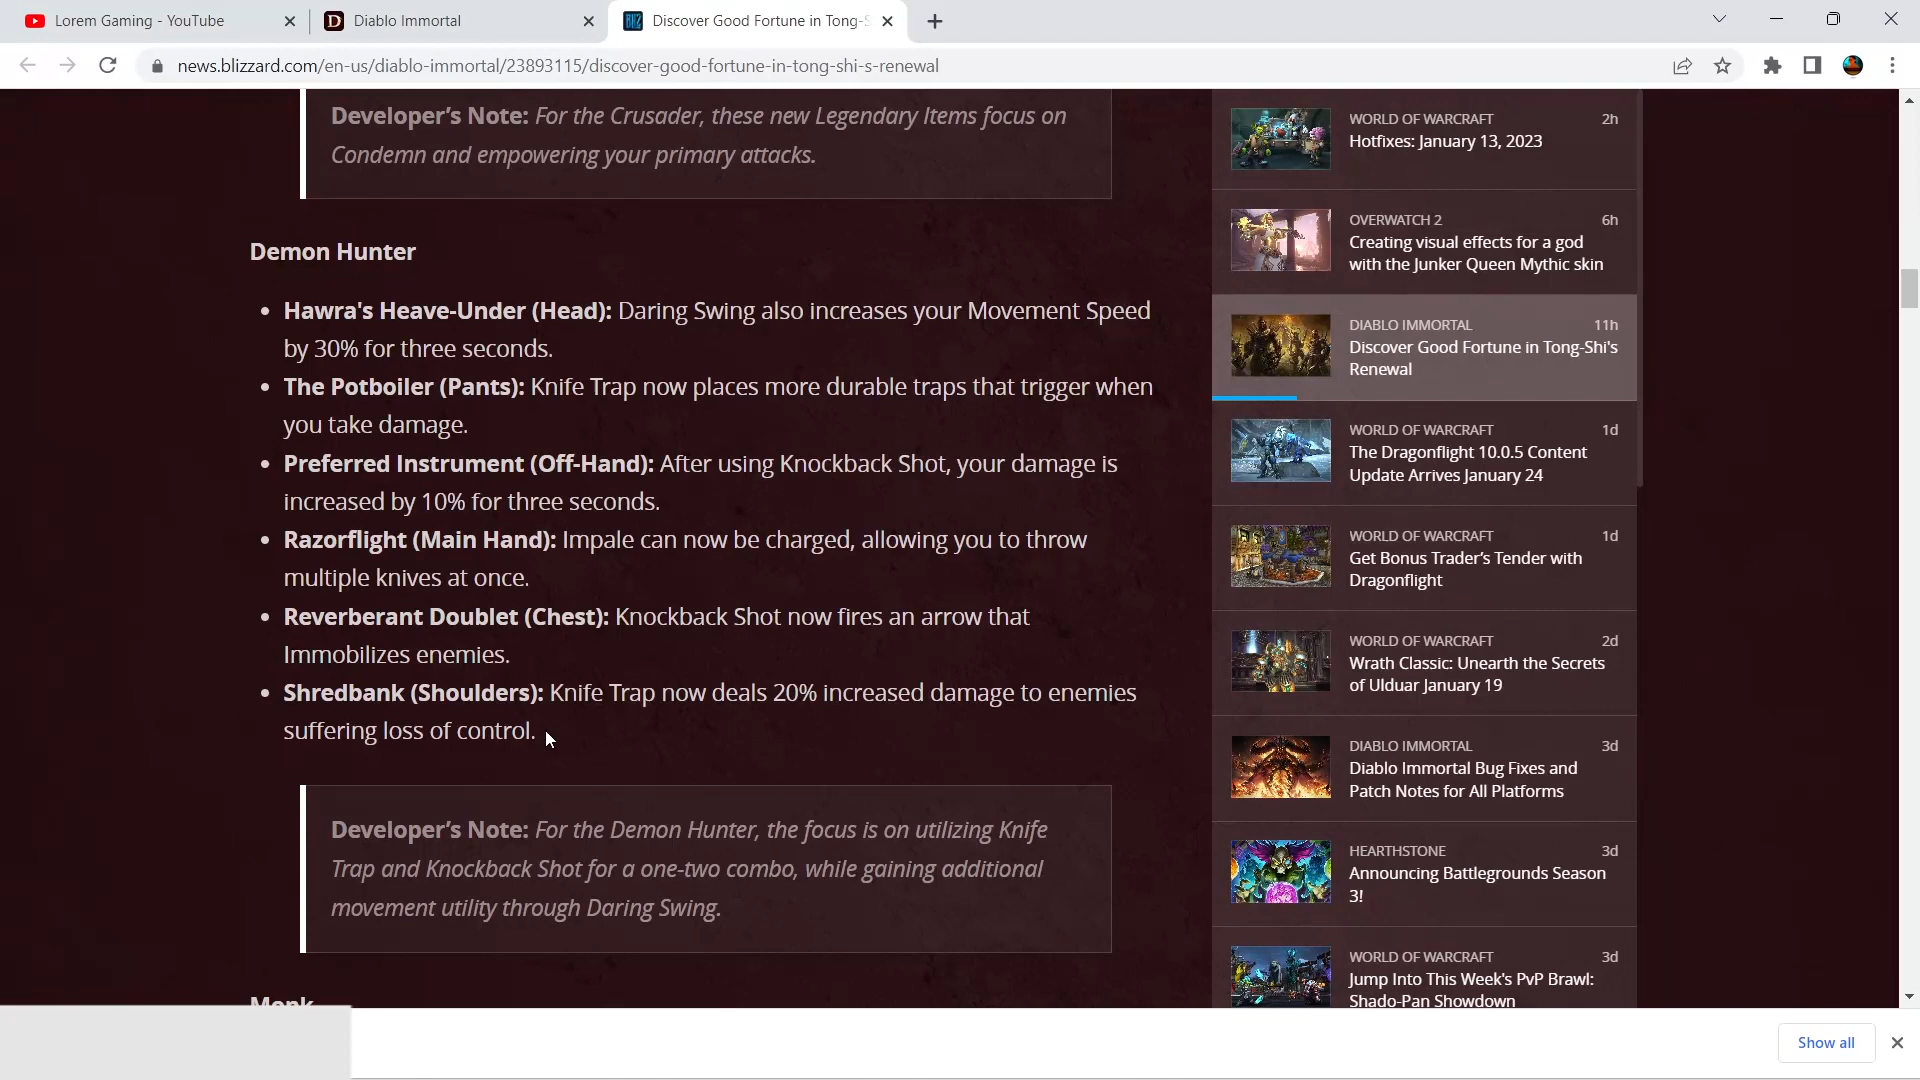 Lorem Gaming - YouTube
Diablo Immortal
Discover Good Fortune in Tong-S
news.blizzard.com/en-us/diablo-immortal/23893115/discover-good-fortune-in-tong-shi-s-renewal
Developer's Note: For the Crusader, these new Legendary Items focus on
Condemn and empowering your primary attacks.
Demon Hunter
• Hawra's Heave-Under (Head): Daring Swing also increases your Movement Speed
by 30% for three seconds.
• The Potboiler (Pants): Knife Trap now places more durable traps that trigger when
you take damage.
• Preferred Instrument (Off-Hand): After using Knockback Shot, your damage is
increased by 10% for three seconds.
• Razorflight (Main Hand): Impale can now be charged, allowing you to throw
multiple knives at once.
• Reverberant Doublet (Chest): Knockback Shot now fires an arrow that
Immobilizes enemies.
• Shredbank (Shoulders): Knife Trap now deals 20% increased damage to enemies
suffering loss of control.
Developer's Note: For the Demon Hunter, the focus is on utilizing Knife
Trap and Knockback Shot for a one-two combo, while gaining additional
movement utility through Daring Swing.
Monk
WORLD OF WARCRAFT 2h
Hotfixes: January 13, 2023
OVERWATCH 2 6h
Creating visual effects for a god
with the Junker Queen Mythic skin
DIABLO IMMORTAL 11h
Discover Good Fortune in Tong-Shi's
Renewal
WORLD OF WARCRAFT 1d
The Dragonflight 10.0.5 Content
Update Arrives January 24
WORLD OF WARCRAFT 1d
Get Bonus Trader's Tender with
Dragonflight
WORLD OF WARCRAFT 2d
Wrath Classic: Unearth the Secrets
of Ulduar January 19
DIABLO IMMORTAL 3d
Diablo Immortal Bug Fixes and
Patch Notes for All Platforms
HEARTHSTONE 3d
Announcing Battlegrounds Season
3!
WORLD OF WARCRAFT 3d
Jump Into This Week's PvP Brawl:
Shado-Pan Showdown
Show all